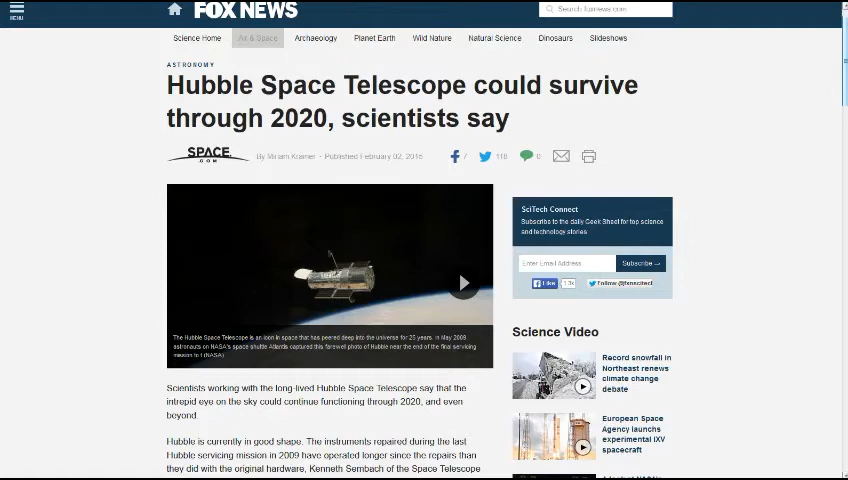 MENU
FOX NEWS
Search foxnews.com
Science Home
Air & Space
Archaeology
Planet Earth
Wild Nature
Natural Science
Dinosaurs
Slideshows
ASTRONOMY
Hubble Space Telescope could survive
through 2020, scientists say
SPACE.COM
By Miriam Kramer • Published February 02, 2015
7
118
0
The Hubble Space Telescope is an icon in space that has peered deep into the universe for 25 years. In May 2009,
astronauts on NASA's space shuttle Atlantis captured this farewell photo of Hubble near the end of the final servicing
mission to t (NASA)
Scientists working with the long-lived Hubble Space Telescope say that the
intrepid eye on the sky could continue functioning through 2020, and even
beyond.
Hubble is currently in good shape. The instruments repaired during the last
Hubble servicing mission in 2009 have operated longer since the repairs than
they did with the original hardware, Kenneth Sembach of the Space Telescope
SciTech Connect
Subscribe to the daily Geek Sheet for top science
and technology stories
Enter Email Address
Subscribe →
Like
1.3k
Follow @fxnscitech
Science Video
Record snowfall in
Northeast renews
climate change
debate
European Space
Agency launches
experimental IXV
spacecraft